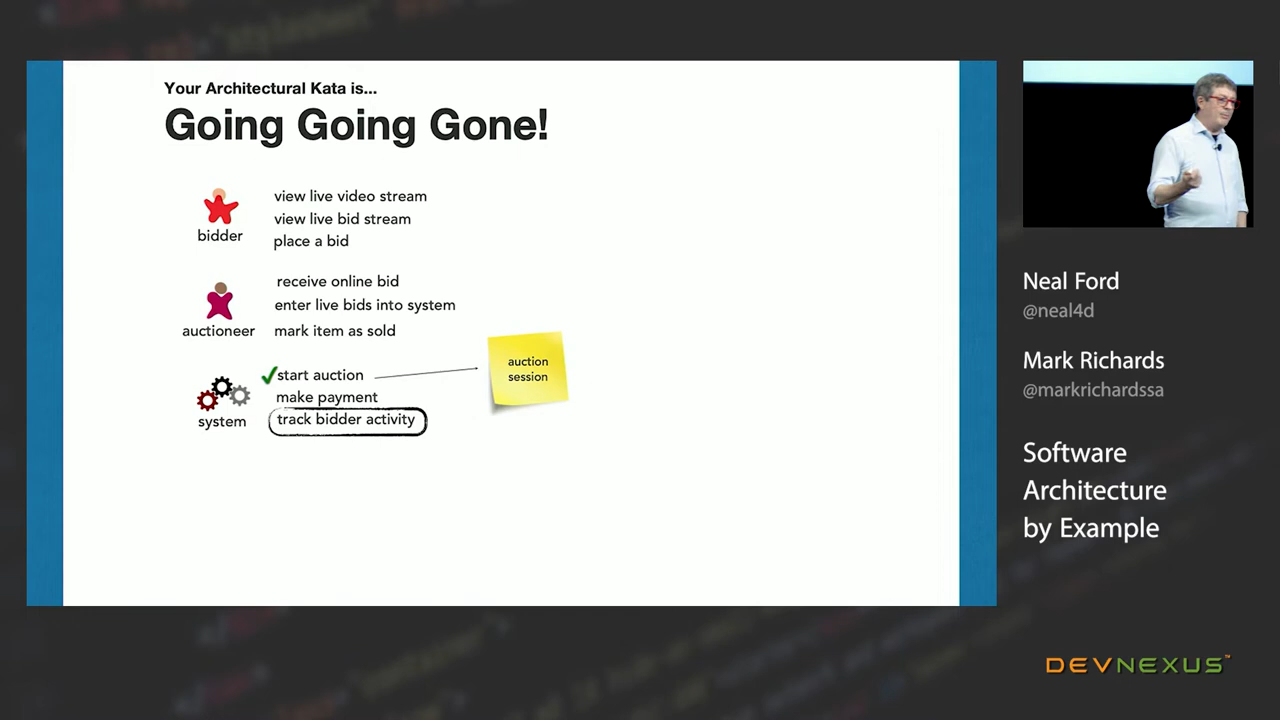 Your Architectural Kata is...
Going Going Gone!
view live video stream
view live bid stream
place a bid
bidder
receive online bid
enter live bids into system
mark item as sold
auctioneer
start auction
make payment
track bidder activity
system
auction
session
Neal Ford
@neal4d
Mark Richards
@markrichardssa
Software
Architecture
by Example
DEVNEXUS™